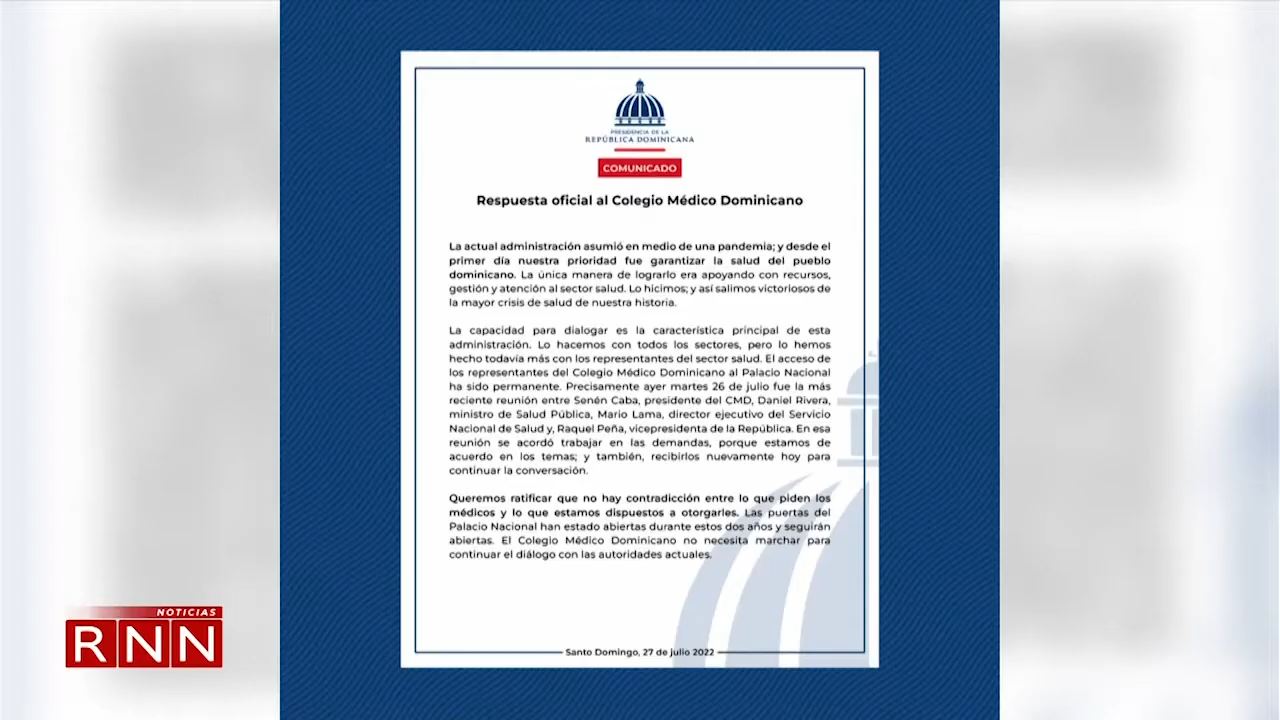 PRESIDENCIA DE LA
REPÚBLICA DOMINICANA
COMUNICADO
Respuesta oficial al Colegio Médico Dominicano
La actual administración asumió en medio de una pandemia; y desde el
primer día nuestra prioridad fue garantizar la salud del pueblo
dominicano. La única manera de lograrlo era apoyando con recursos,
gestión y atención al sector salud. Lo hicimos; y así salimos victoriosos de
la mayor crisis de salud de nuestra historia.
La capacidad para dialogar es la característica principal de esta
administración. Lo hacemos con todos los sectores, pero lo hemos
hecho todavía más con los representantes del sector salud. El acceso de
los representantes del Colegio Médico Dominicano al Palacio Nacional
ha sido permanente. Precisamente ayer martes 26 de julio fue la más
reciente reunión entre Senén Caba, presidente del CMD, Daniel Rivera,
ministro de Salud Pública, Mario Lama, director ejecutivo del Servicio
Nacional de Salud y, Raquel Peña, vicepresidenta de la República. En esa
reunión se acordó trabajar en las demandas, porque estamos de
acuerdo en los temas; y también, recibirlos nuevamente hoy para
continuar la conversación.
Queremos ratificar que no hay contradicción entre lo que piden los
médicos y lo que estamos dispuestos a otorgarles. Las puertas del
Palacio Nacional han estado abiertas durante estos dos años y seguirán
abiertas. El Colegio Médico Dominicano no necesita marchar para
continuar el diálogo con las autoridades actuales.
Santo Domingo, 27 de julio 2022
NOTICIAS
RNN